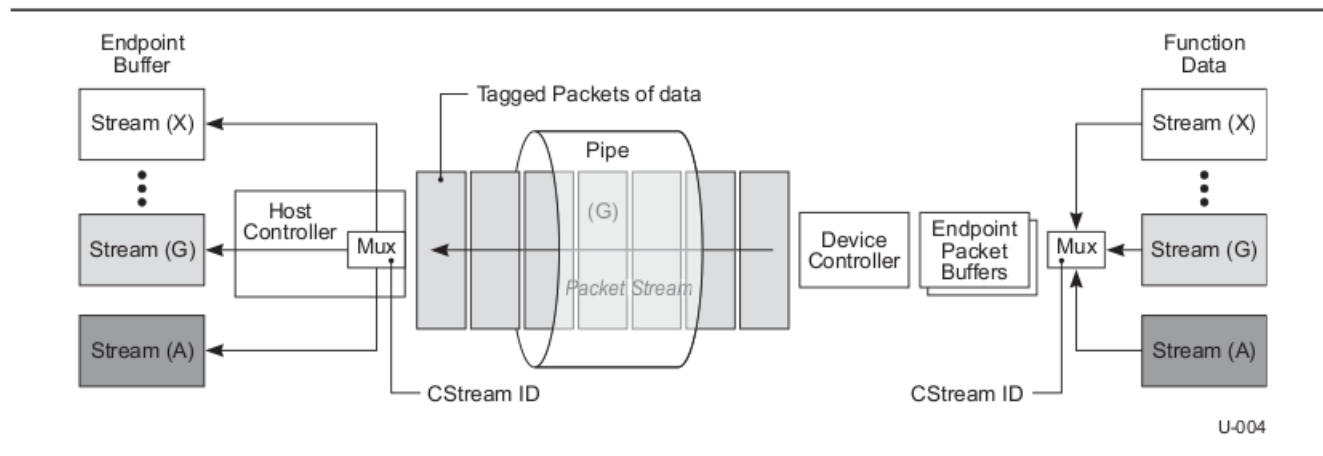 Endpoint
Buffer
Function
Data
Tagged Packets of data
Stream (X)
Pipe
Stream (X)
Host
Controller
(G)
Device
Controller
Endpoint
Packet
Buffers
Stream (G)
Mux
Mux
Stream (G)
Packet Stream
Stream (A)
Stream (A)
CStream ID
CStream ID
U-004